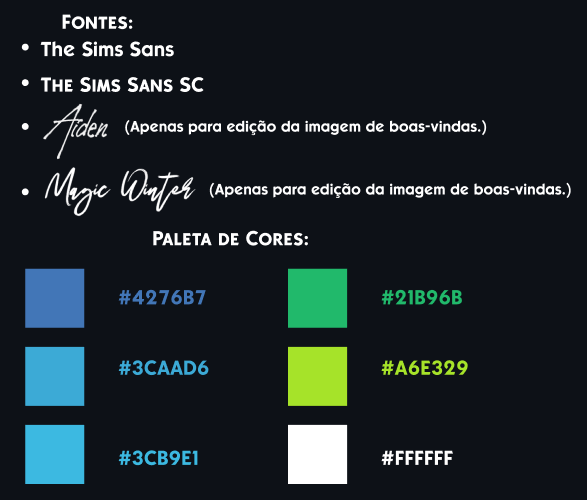 Fontes:
• The Sims Sans
• The Sims Sans SC
• Aiden (Apenas para edição da imagem de boas-vindas.)
• Magic Winter (Apenas para edição da imagem de boas-vindas.)
Paleta de Cores:
#4276B7 #21B96B
#3CAAD6 #A6E329
#3CB9E1 #FFFFFF